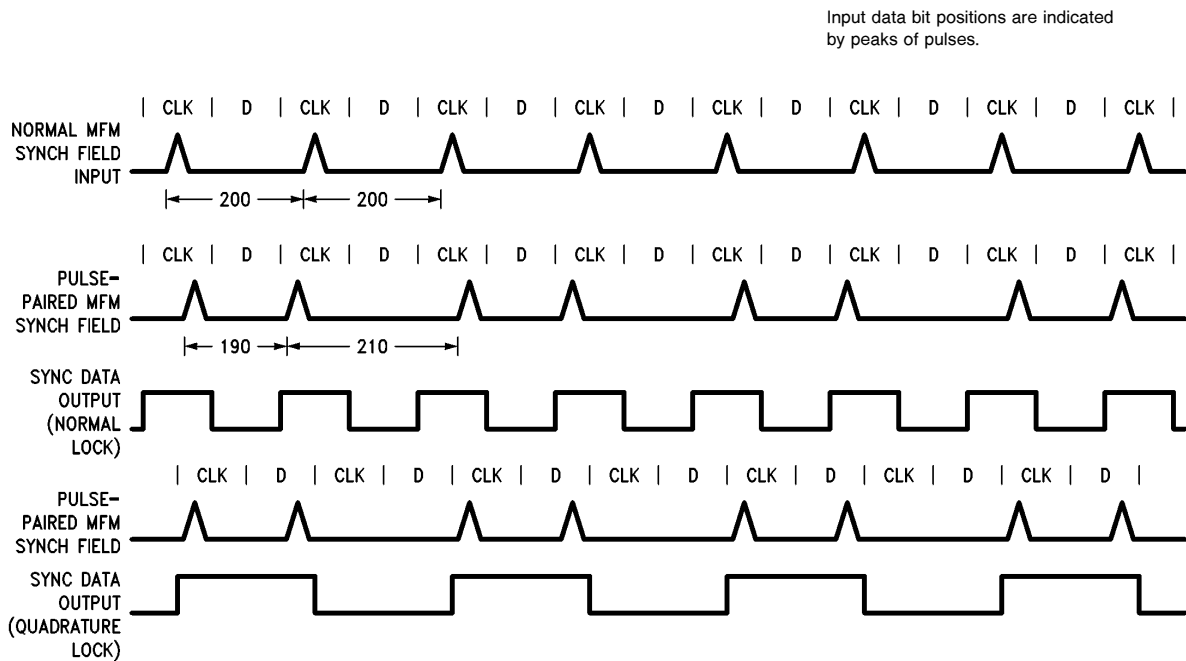 Input data bit positions are indicated
by peaks of pulses.
| CLK | D | CLK | D | CLK | D | CLK | D | CLK | D | CLK | D | CLK | D | CLK |
NORMAL MFM
SYNCH FIELD
INPUT
200 200
| CLK | D | CLK | D | CLK | D | CLK | D | CLK | D | CLK | D | CLK | D | CLK |
PULSE-
PAIRED MFM
SYNCH FIELD
190 210
SYNC DATA
OUTPUT
(NORMAL
LOCK)
| CLK | D | CLK | D | CLK | D | CLK | D | CLK | D | CLK | D | CLK | D |
PULSE-
PAIRED MFM
SYNCH FIELD
SYNC DATA
OUTPUT
(QUADRATURE
LOCK)